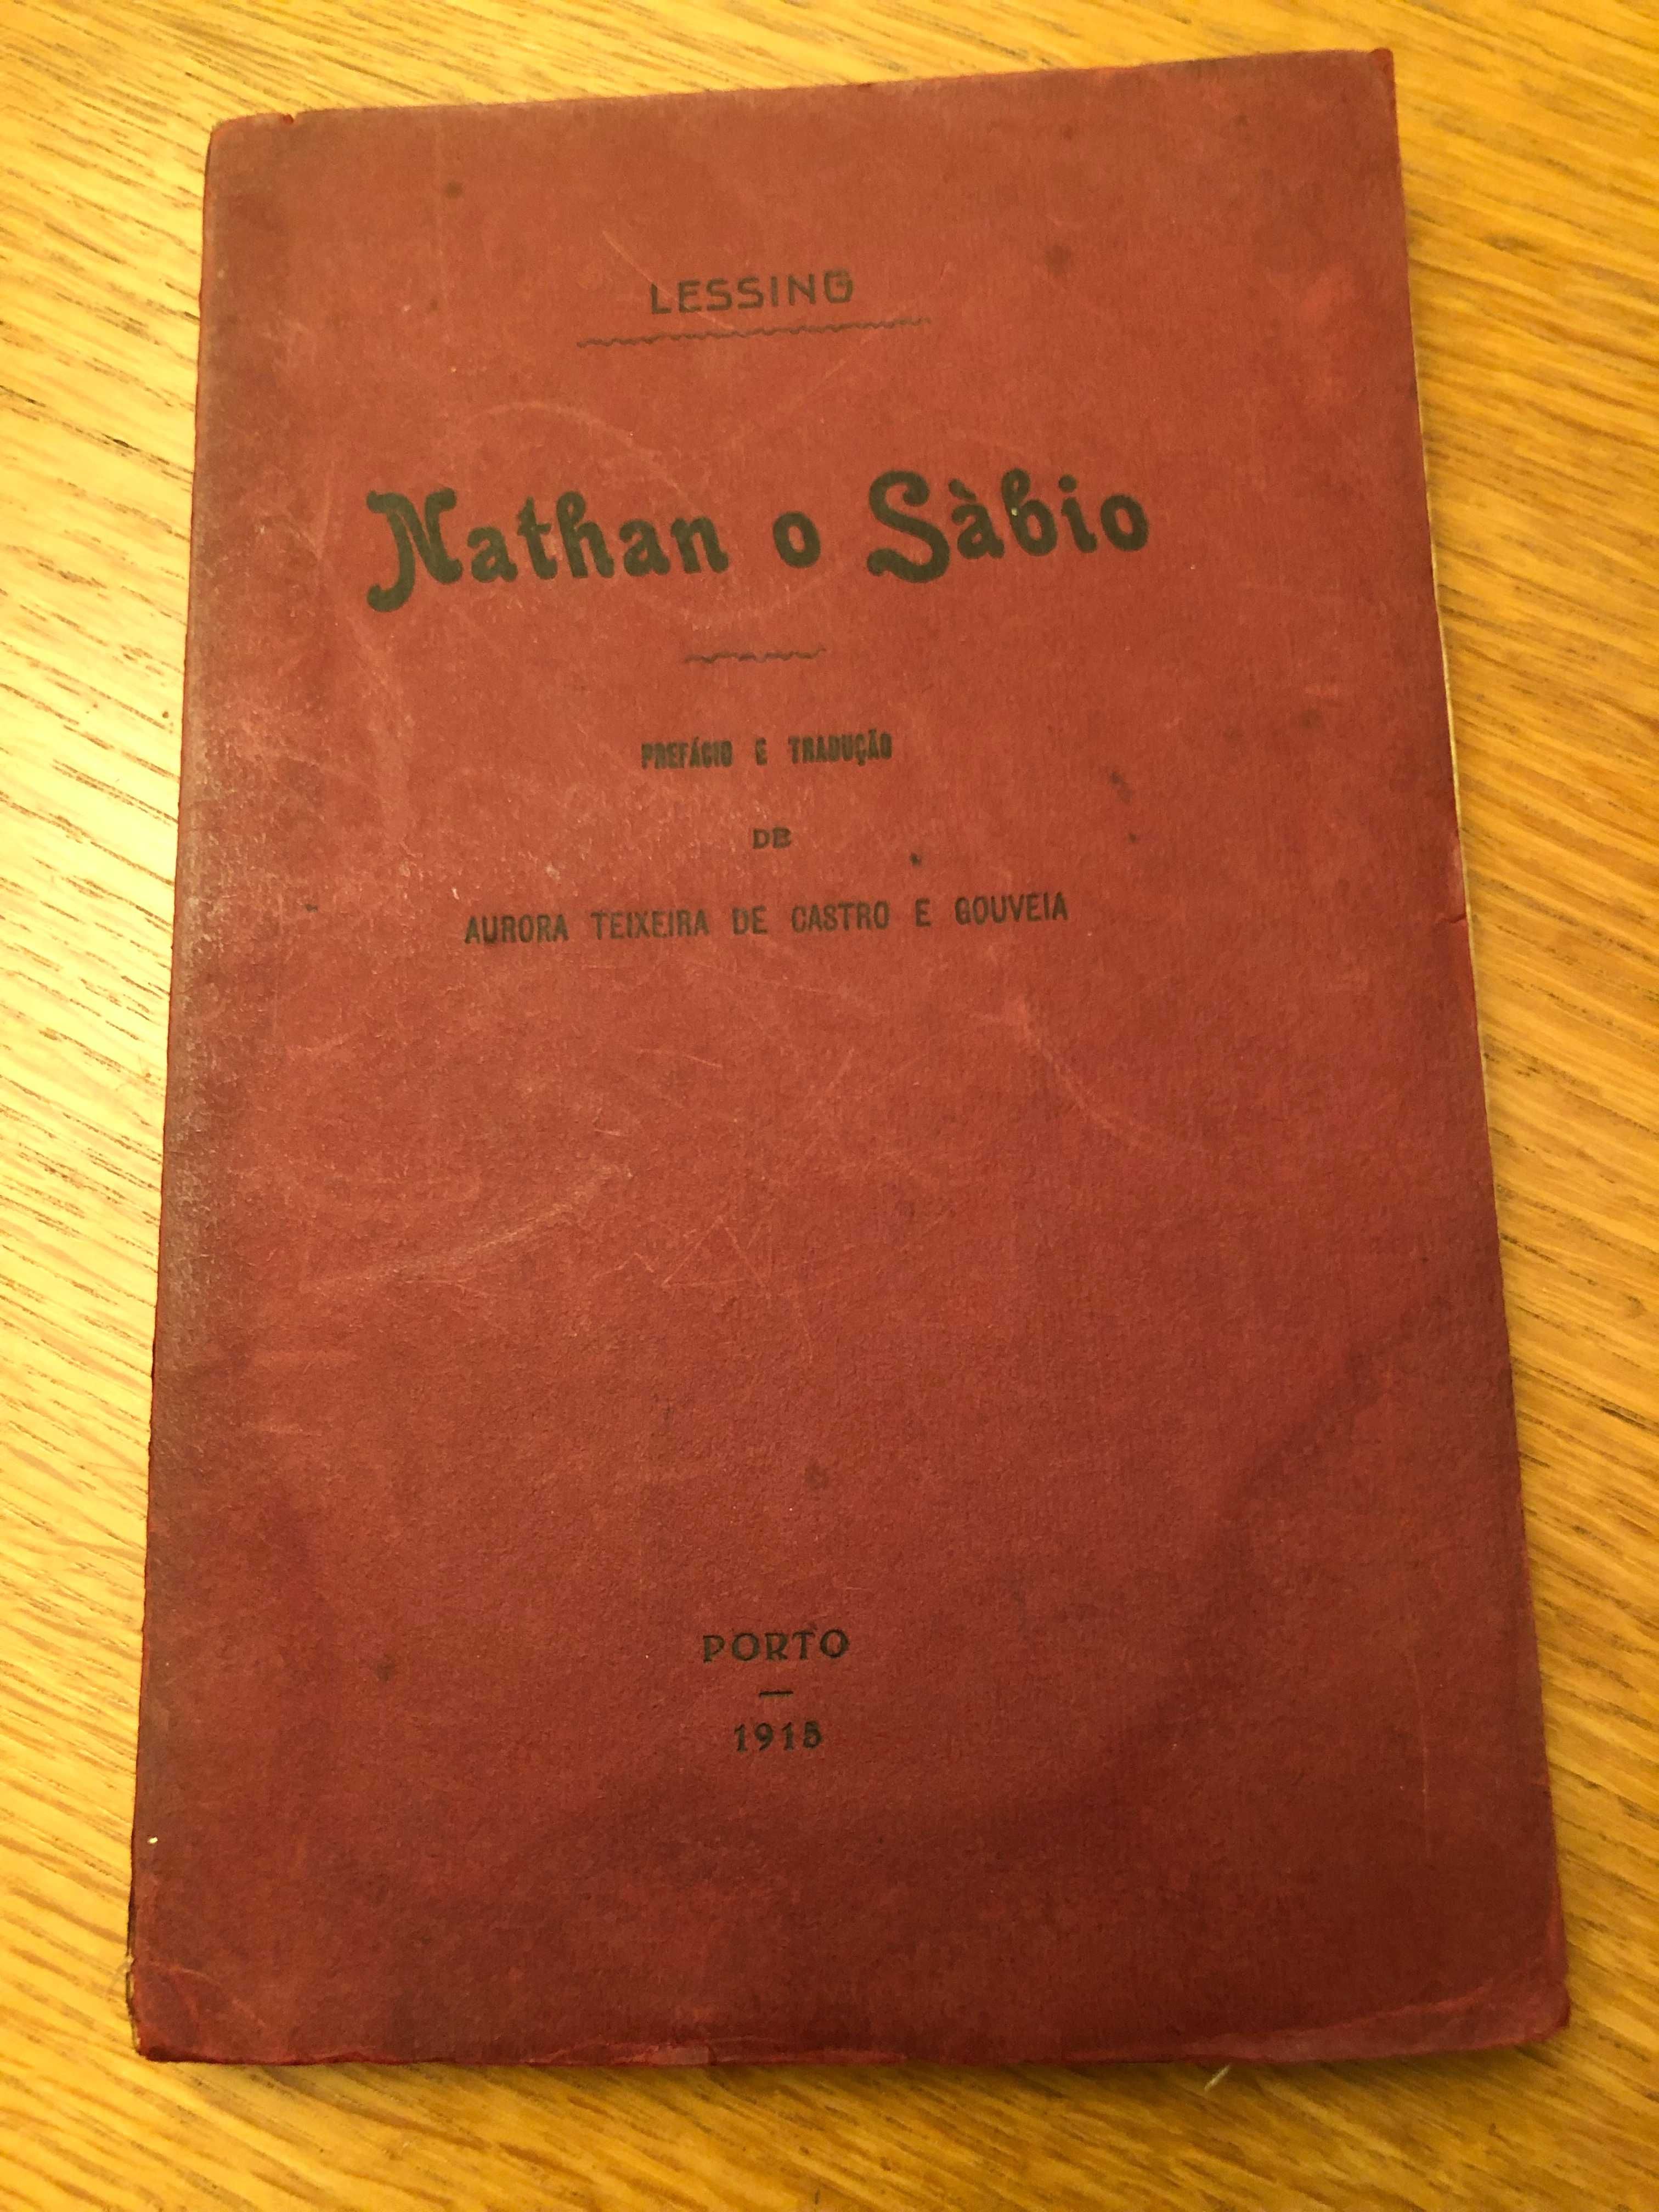 LESSING
Nathan o Sàbio
PREFÁCIO E TRADUÇÃO
DE
AURORA TEIXEIRA DE CASTRO E GOUVEIA
PORTO
1915